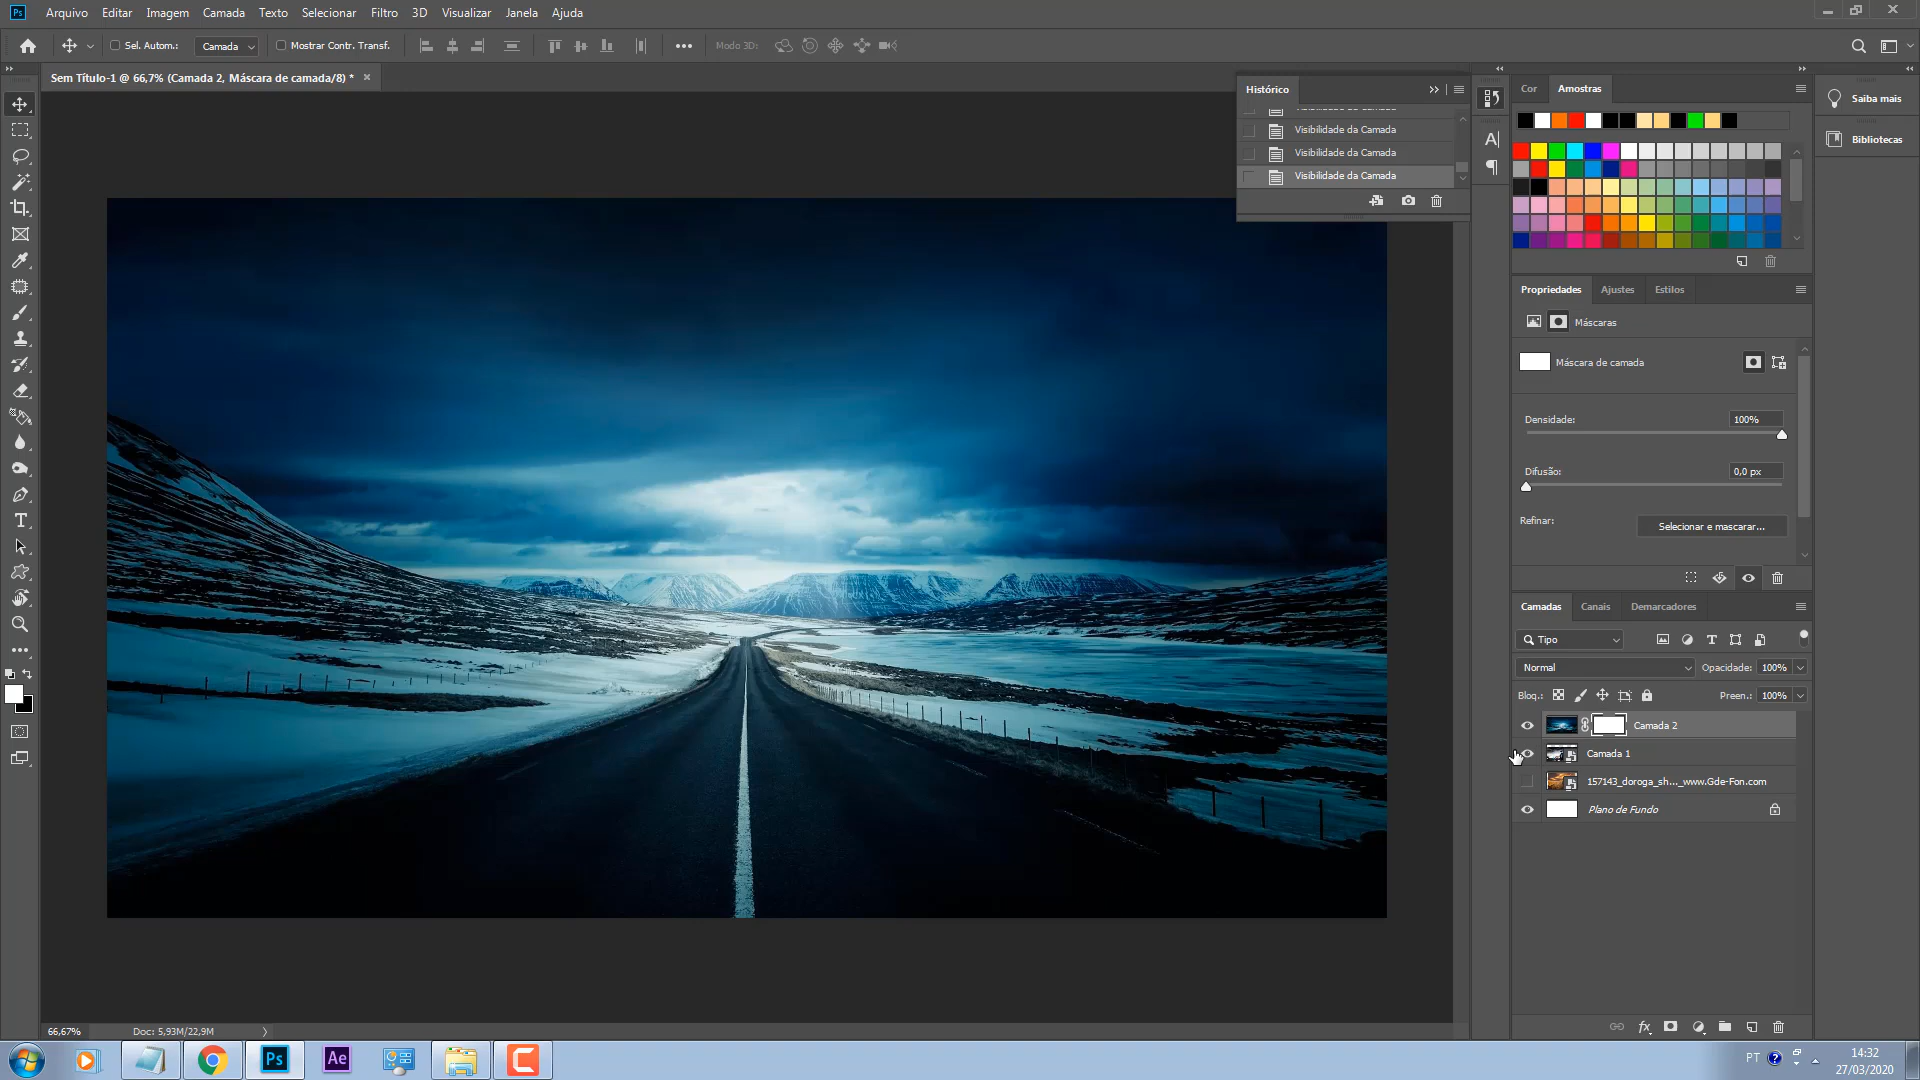 Ps Arquivo Editar Imagem Camada Texto Selecionar Filtro 3D Visualizar Janela Ajuda
Sel. Autom.: Camada Mostrar Contr. Transf. Modo 3D:
Sem Título-1 @ 66,7% (Camada 2, Máscara de camada/8) *
Histórico
Visibilidade da Camada
Visibilidade da Camada
Visibilidade da Camada
Cor Amostras
Saiba mais
Bibliotecas
Propriedades Ajustes Estilos
Máscaras
Máscara de camada
Densidade: 100%
Difusão: 0,0 px
Refinar: Selecionar e mascarar...
Camadas Canais Demarcadores
Tipo
Normal Opacidade: 100%
Bloq.: Preen.: 100%
Camada 2
Camada 1
157143_doroga_sh..._www.Gde-Fon.com
Plano de Fundo
66,67% Doc: 5,93M/22,9M
Ps Ae PT 14:32
27/03/2020